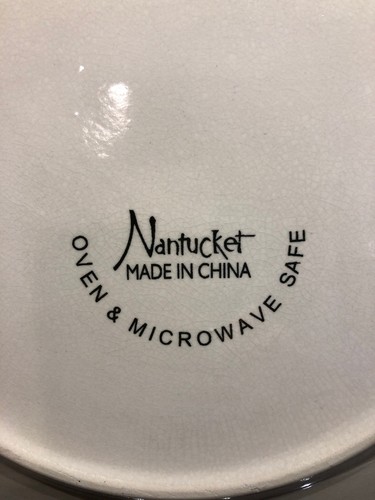 Nantucket
MADE IN CHINA
OVEN & MICROWAVE SAFE